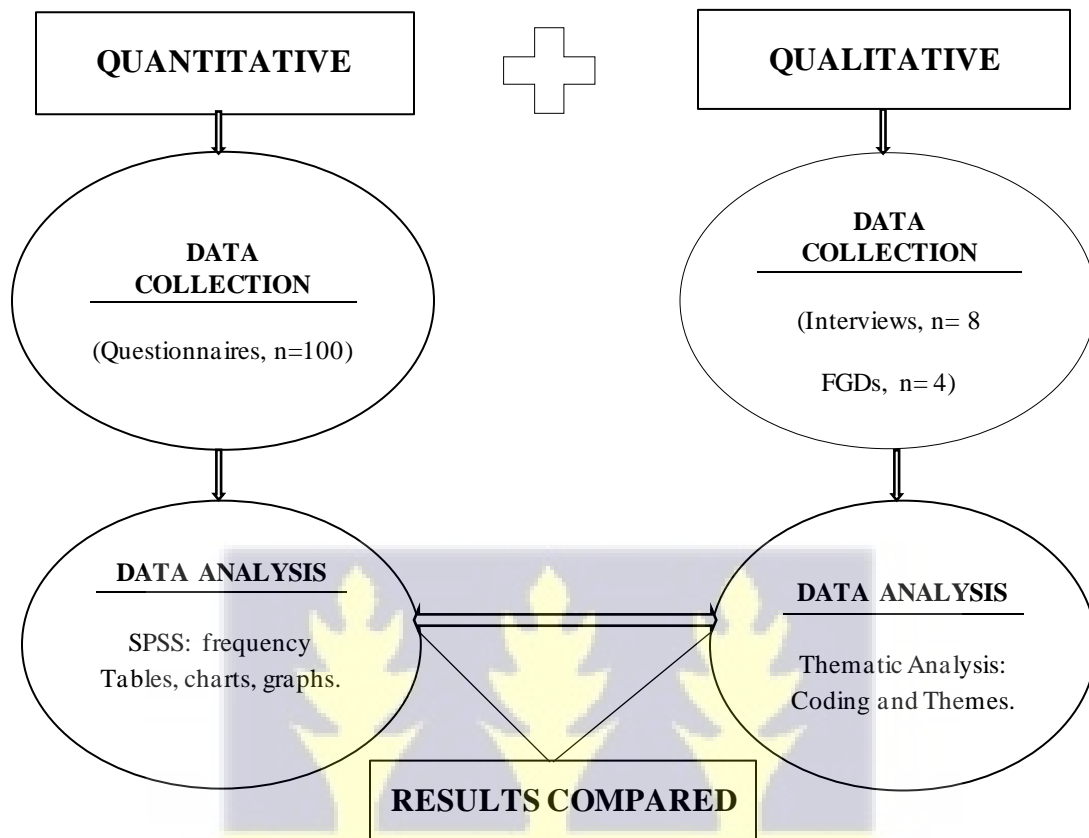 QUANTITATIVE
QUALITATIVE
DATA
COLLECTION
(Questionnaires, n=100)
DATA
COLLECTION
(Interviews, n= 8
FGDs, n= 4)
DATA ANALYSIS
SPSS: frequency
Tables, charts, graphs.
DATA ANALYSIS
Thematic Analysis:
Coding and Themes.
RESULTS COMPARED